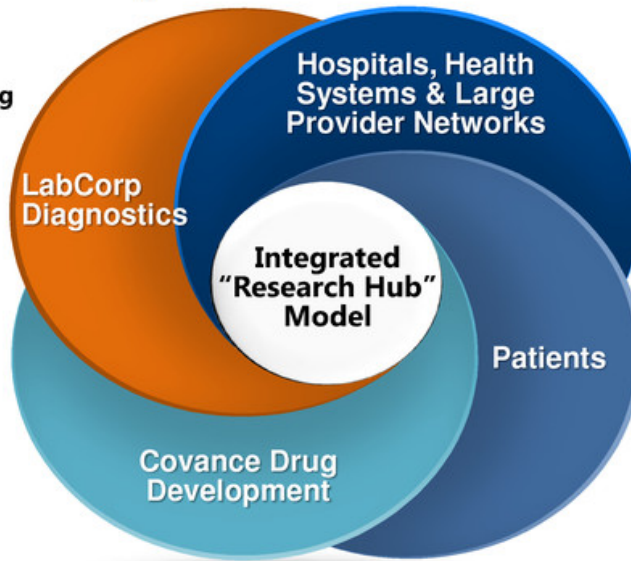 Hospitals, Health
Systems & Large
Provider Networks
LabCorp
Diagnostics
Integrated
“Research Hub”
Model
Patients
Covance Drug
Development